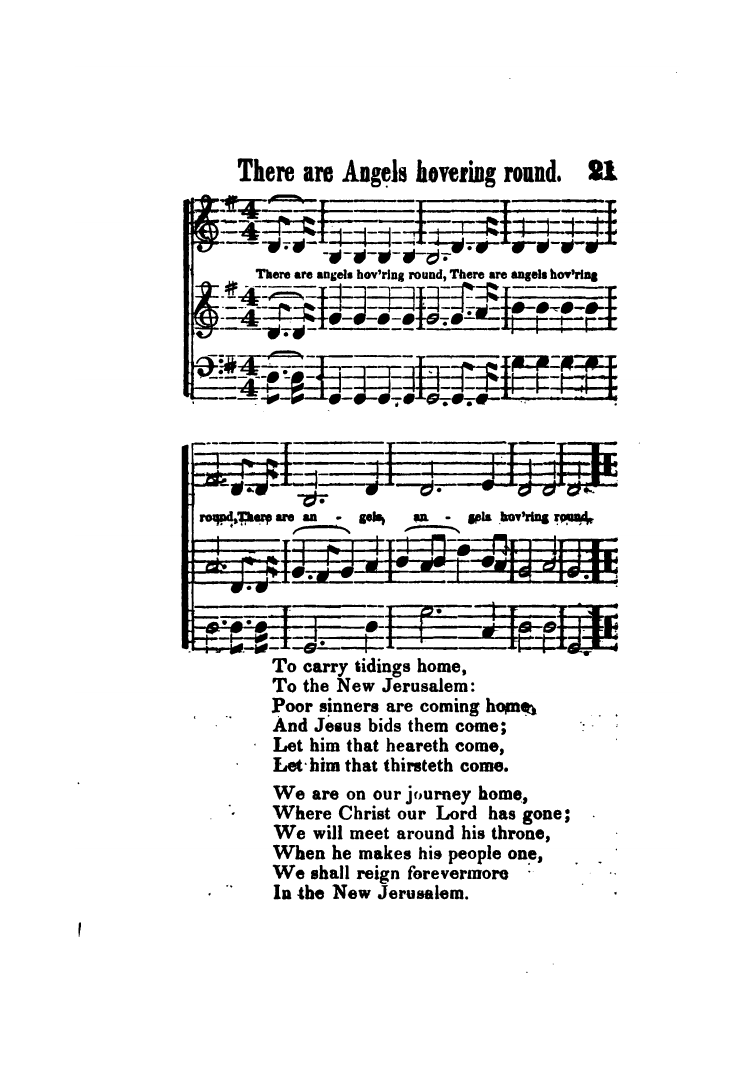 There are Angels hovering round. 21
There are angels hov'ring round, There are angels hov'ring
round, There are an - gels, an - gels hov'ring round.
To carry tidings home,
To the New Jerusalem:
Poor sinners are coming home,
And Jesus bids them come;
Let him that heareth come,
Let him that thirsteth come.
We are on our journey home,
Where Christ our Lord has gone;
We will meet around his throne,
When he makes his people one,
We shall reign forevermore
In the New Jerusalem.